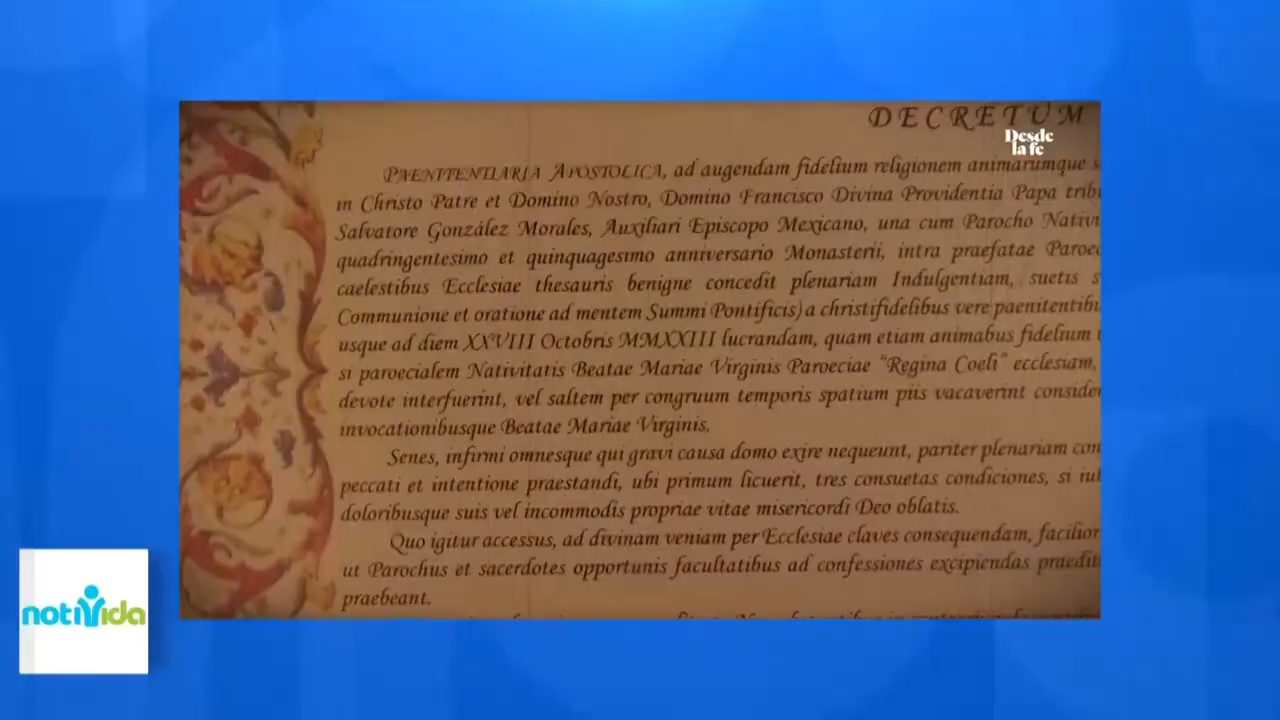 DECRETUM
Desde
la fe
PAENITENTIARIA APOSTOLICA, ad augendam fidelium religionem animarumque
in Christo Patre et Domino Nostro, Domino Francisco Divina Providentia Papa
Salvatore González Morales, Auxiliari Episcopo Mexicano, una cum Parocho
quadringentesimo et quinquagesimo anniversario Monasterii, intra praefatae
caelestibus Ecclesiae thesauris benigne concedit plenariam Indulgentiam, suetis
Communione et oratione ad mentem Summi Pontificis) a christifidelibus vere
usque ad diem XXVIII Octobris MMXXIII lucrandam, quam etiam animabus fidelium
si paroecialem Nativitatis Beatae Mariae Virginis Paroeciae "Regina Coeli" ecclesiam,
devote interfuerint, vel saltem per congruum temporis spatium piis vacaverint
invocationibusque Beatae Mariae Virginis.
Senes, infirmi omnesque qui gravi causa domo exire nequeunt, pariter plenariam
peccati et intentione praestandi, ubi primum licuerit, tres consuetas condiciones, si
doloribusque suis vel incommodis propriae vitae misericordi Deo oblatis.
Quo igitur accessus, ad divinam veniam per Ecclesiae claves consequendam,
ut Parochus et sacerdotes opportunis facultatibus ad confessiones excipiendas
praebeant.
notivida